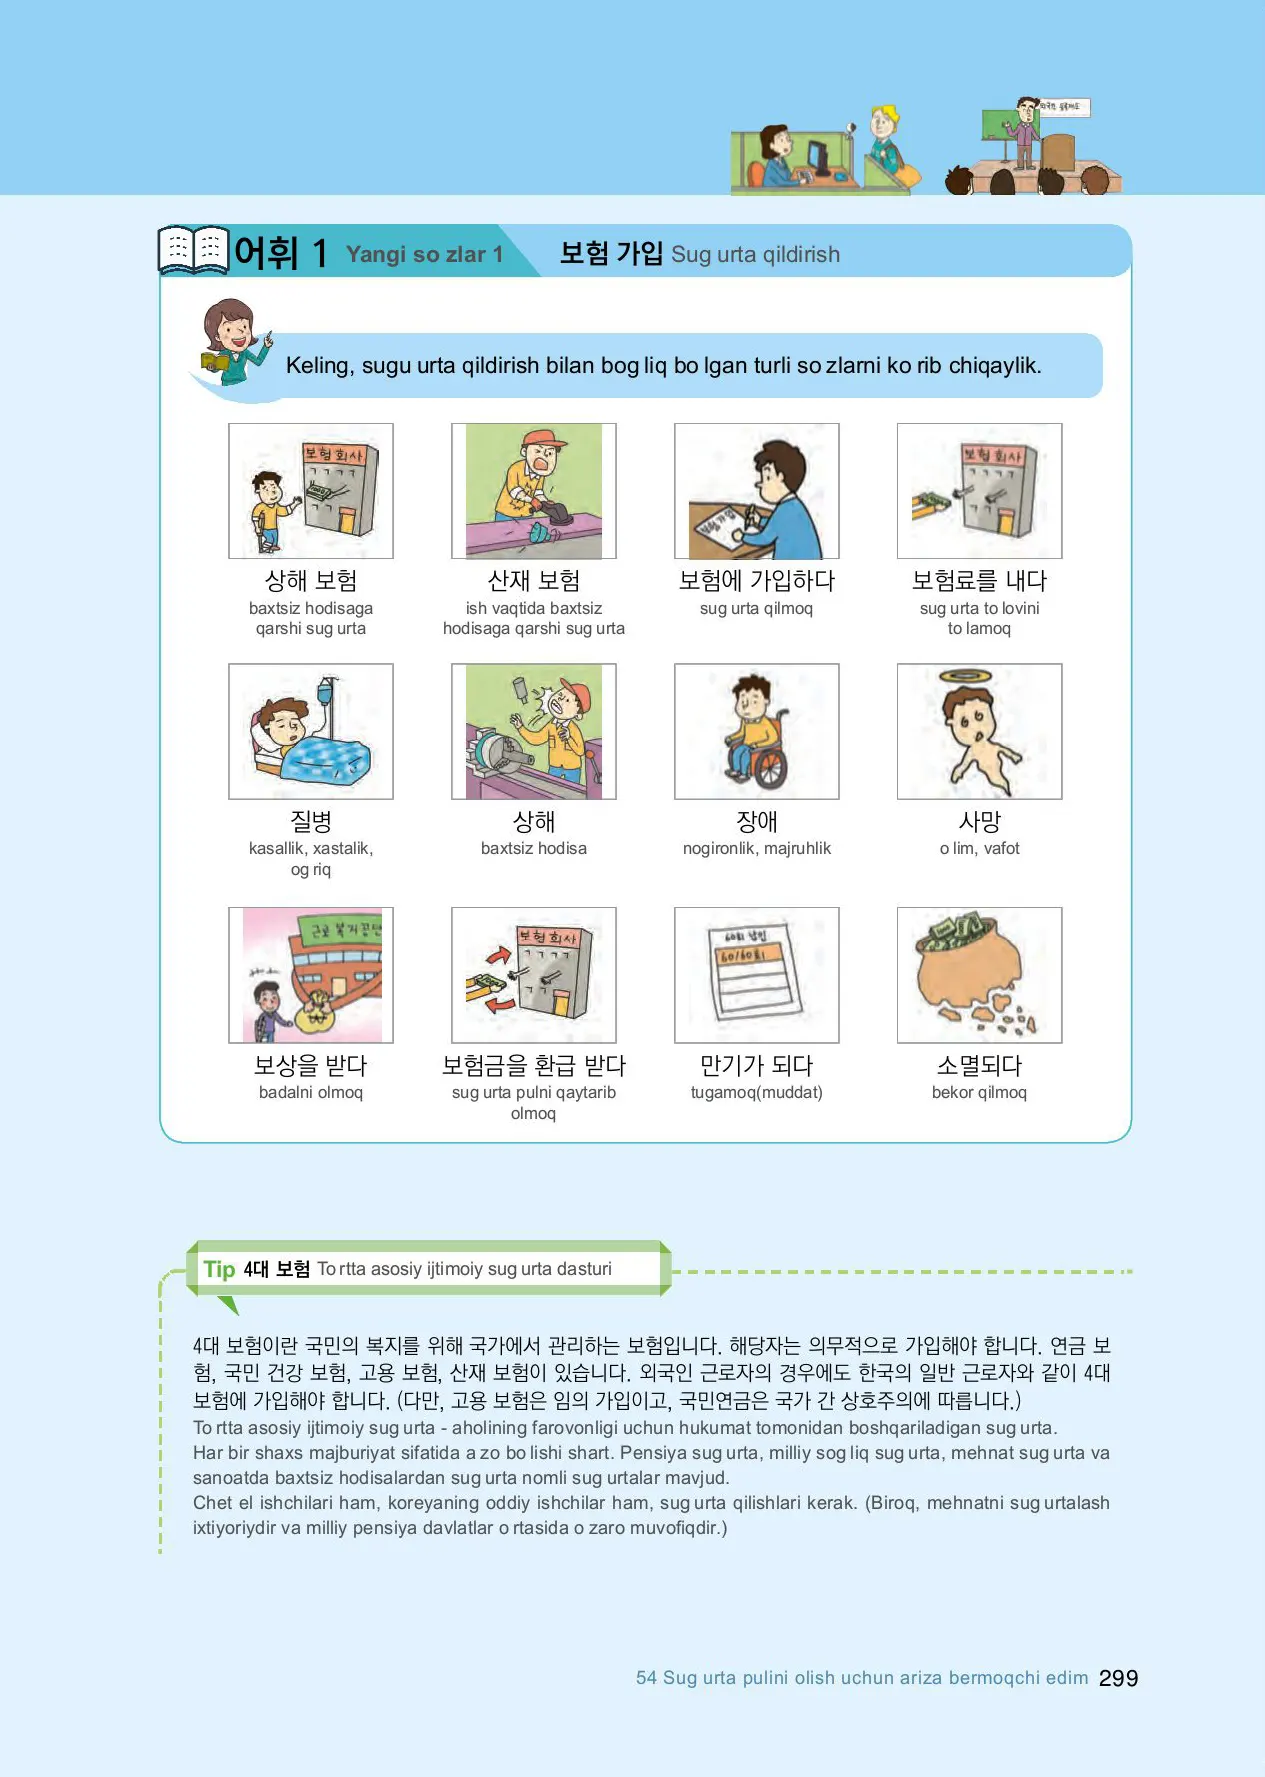 외국인 등록제도
어휘 1 Yangi so zlar 1 보험 가입 Sug urta qildirish
Keling, sugu urta qildirish bilan bog liq bo lgan turli so zlarni ko rib chiqaylik.
보험회사
보험가입
보험회사
상해 보험
baxtsiz hodisaga
qarshi sug urta
산재 보험
ish vaqtida baxtsiz
hodisaga qarshi sug urta
보험에 가입하다
sug urta qilmoq
보험료를 내다
sug urta to lovini
to lamoq
질병
kasallik, xastalik,
og riq
상해
baxtsiz hodisa
장애
nogironlik, majruhlik
사망
o lim, vafot
근로복지공단
보험회사
60회 납입
60/60회
보상을 받다
badalni olmoq
보험금을 환급 받다
sug urta pulni qaytarib
olmoq
만기가 되다
tugamoq(muddat)
소멸되다
bekor qilmoq
Tip 4대 보험 To rtta asosiy ijtimoiy sug urta dasturi
4대 보험이란 국민의 복지를 위해 국가에서 관리하는 보험입니다. 해당자는 의무적으로 가입해야 합니다. 연금 보
험, 국민 건강 보험, 고용 보험, 산재 보험이 있습니다. 외국인 근로자의 경우에도 한국의 일반 근로자와 같이 4대
보험에 가입해야 합니다. (다만, 고용 보험은 임의 가입이고, 국민연금은 국가 간 상호주의에 따릅니다.)
To rtta asosiy ijtimoiy sug urta - aholining farovonligi uchun hukumat tomonidan boshqariladigan sug urta.
Har bir shaxs majburiyat sifatida a zo bo lishi shart. Pensiya sug urta, milliy sog liq sug urta, mehnat sug urta va
sanoatda baxtsiz hodisalardan sug urta nomli sug urtalar mavjud.
Chet el ishchilari ham, koreyaning oddiy ishchilar ham, sug urta qilishlari kerak. (Biroq, mehnatni sug urtalash
ixtiyoriydir va milliy pensiya davlatlar o rtasida o zaro muvofiqdir.)
54 Sug urta pulini olish uchun ariza bermoqchi edim 299